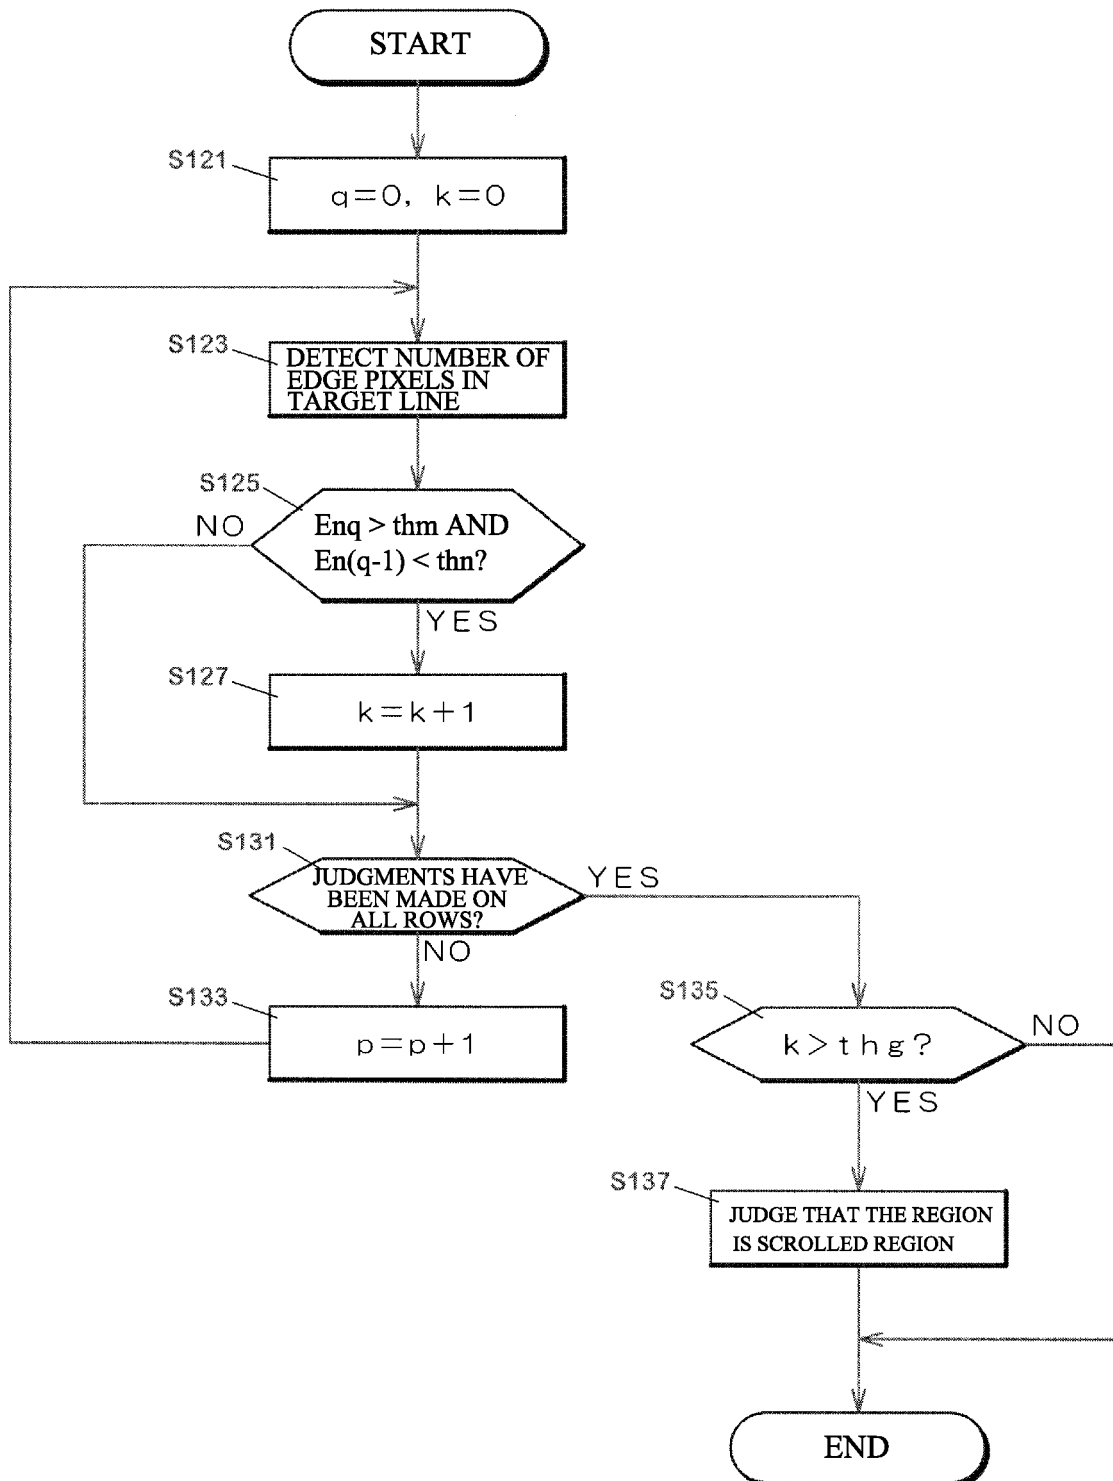 START
S121
q=0, k=0
S123
DETECT NUMBER OF
EDGE PIXELS IN
TARGET LINE
S125
NO
Enq > thm AND
En(q-1) < thn?
YES
S127
k=k+1
S131
JUDGMENTS HAVE
BEEN MADE ON
ALL ROWS?
YES
NO
S133
p=p+1
S135
k>thg?
NO
YES
S137
JUDGE THAT THE REGION
IS SCROLLED REGION
END